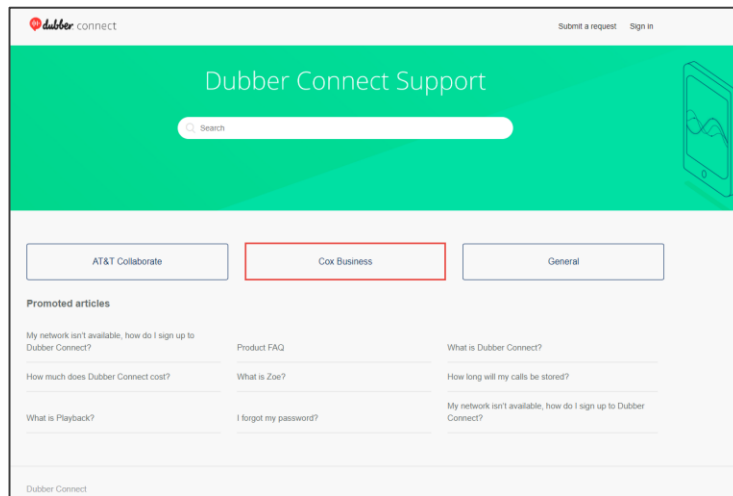 dubber connect
Submit a request Sign in
Dubber Connect Support
Search
AT&T Collaborate
Cox Business
General
Promoted articles
My network isn't available, how do I sign up to
Dubber Connect?
Product FAQ
What is Dubber Connect?
How much does Dubber Connect cost?
What is Zoe?
How long will my calls be stored?
What is Playback?
I forgot my password?
My network isn't available, how do I sign up to Dubber
Connect?
Dubber Connect